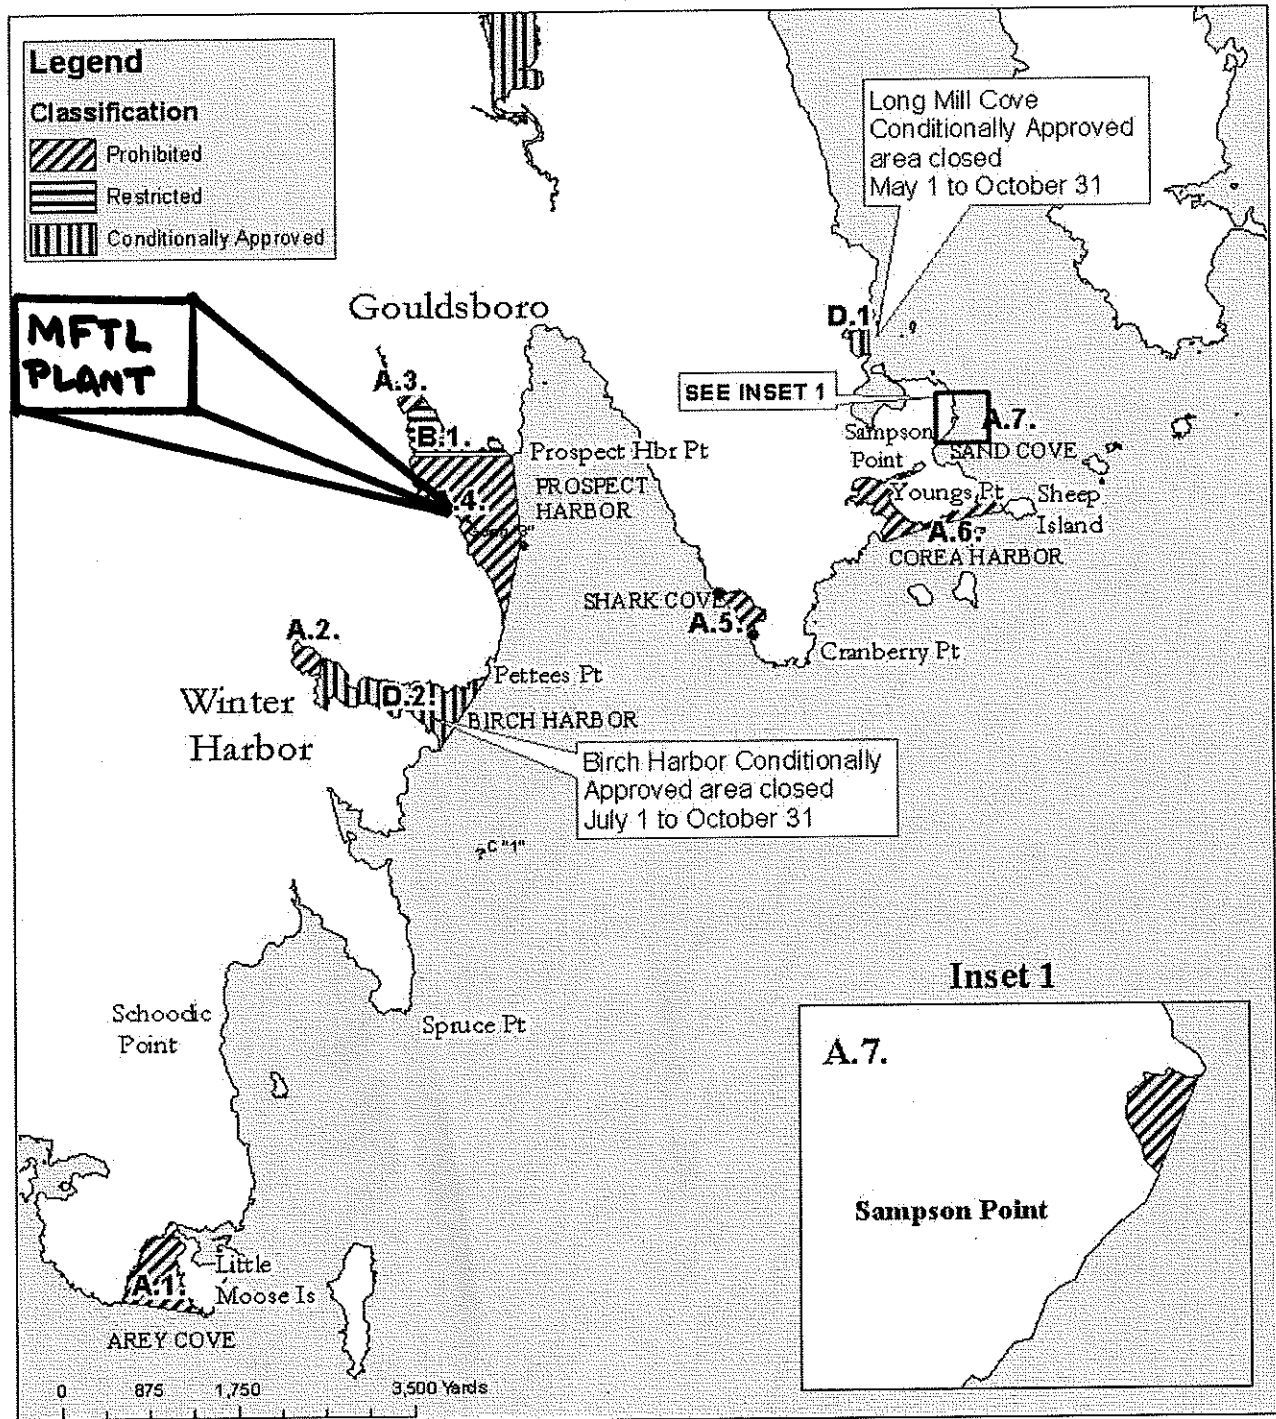 Legend
Classification
Prohibited
Restricted
Conditionally Approved
Long Mill Cove
Conditionally Approved
area closed
May 1 to October 31
MFTL
PLANT
Gouldsboro
D.1
A.3.
SEE INSET 1
B.1.
A.7.
Sampson
Point
SAND COVE
Prospect Hbr Pt
PROSPECT
HARBOR
.4.
Youngs Pt
Sheep
Island
A.6.
COREA HARBOR
SHARK COVE
A.5.
Cranberry Pt
A.2.
Pettees Pt
Winter
Harbor
D.2.
BIRCH HARBOR
Birch Harbor Conditionally
Approved area closed
July 1 to October 31
C "1"
Schoodic
Point
Spruce Pt
Inset 1
A.7.
Sampson Point
Little
Moose Is
A.1.
AREY COVE
0 875 1,750 3,500 Yards